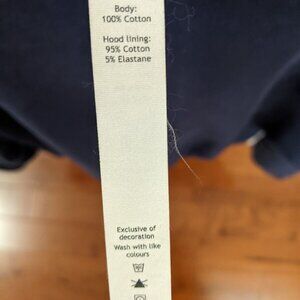 Body:
100% Cotton
Hood lining:
95% Cotton
5% Elastane
Exclusive of
decoration
Wash with like
colours